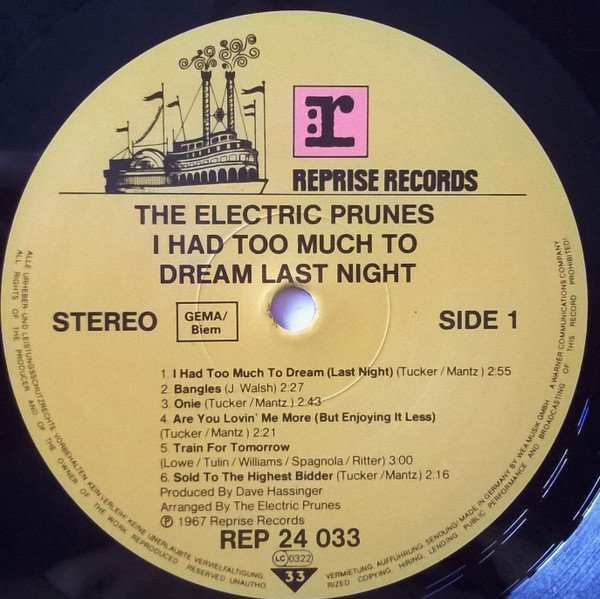 r:
REPRISE RECORDS
THE ELECTRIC PRUNES
I HAD TOO MUCH TO
DREAM LAST NIGHT
STEREO
GEMA/
Biem
SIDE 1
1. I Had Too Much To Dream (Last Night) (Tucker/Mantz) 2:55
2. Bangles (J. Walsh) 2:27
3. Onie (Tucker/Mantz) 2:43
4. Are You Lovin' Me More (But Enjoying It Less)
(Tucker/Mantz) 2.21
5. Train For Tomorrow
(Lowe/Tulin/Williams/Spagnola/Ritter) 3:00
6. Sold To The Highest Bidder (Tucker/Mantz) 2:16
Produced By Dave Hassinger
Arranged By The Electric Prunes
℗ 1967 Reprise Records
REP 24 033
LC 0322
33
ALLE URHEBER UND LEISTUNGSSCHUTZRECHTE VORBEHALTEN KEIN VERLEIH! KEINE UNERLAUBTE VERVIELFÄLTIGUNG VERMIETUNG, AUFFÜHRUNG, SENDUNG! MADE IN GERMANY BY WEA MUSIK GMBH. A WARNER COMMUNICATIONS COMPANY
ALL RIGHTS OF THE PRODUCER AND OF THE OWNER OF THE WORK REPRODUCED RESERVED UNAUTHORIZED COPYING, HIRING, LENDING PUBLIC PERFORMANCE AND BROADCASTING OF THIS RECORD PROHIBITED!